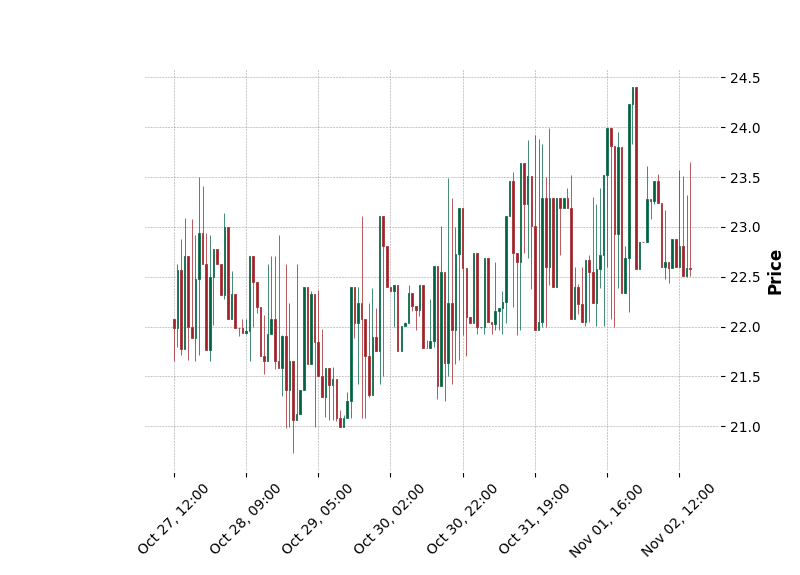 24.5
24.0
23.5
23.0
22.5
22.0
21.5
21.0
Price
Oct 27, 12:00
Oct 28, 09:00
Oct 29, 05:00
Oct 30, 02:00
Oct 30, 22:00
Oct 31, 19:00
Nov 01, 16:00
Nov 02, 12:00